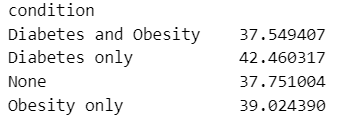 condition
Diabetes and Obesity    37.549407
Diabetes only           42.460317
None                    37.751004
Obesity only            39.024390